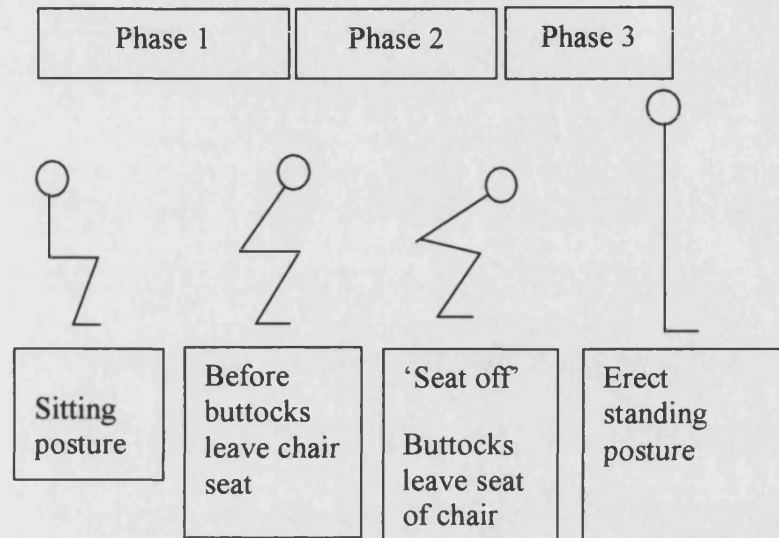 Phase 1
Phase 2
Phase 3
Sitting
posture
Before
buttocks
leave chair
seat
‘Seat off’
Buttocks
leave seat
of chair
Erect
standing
posture